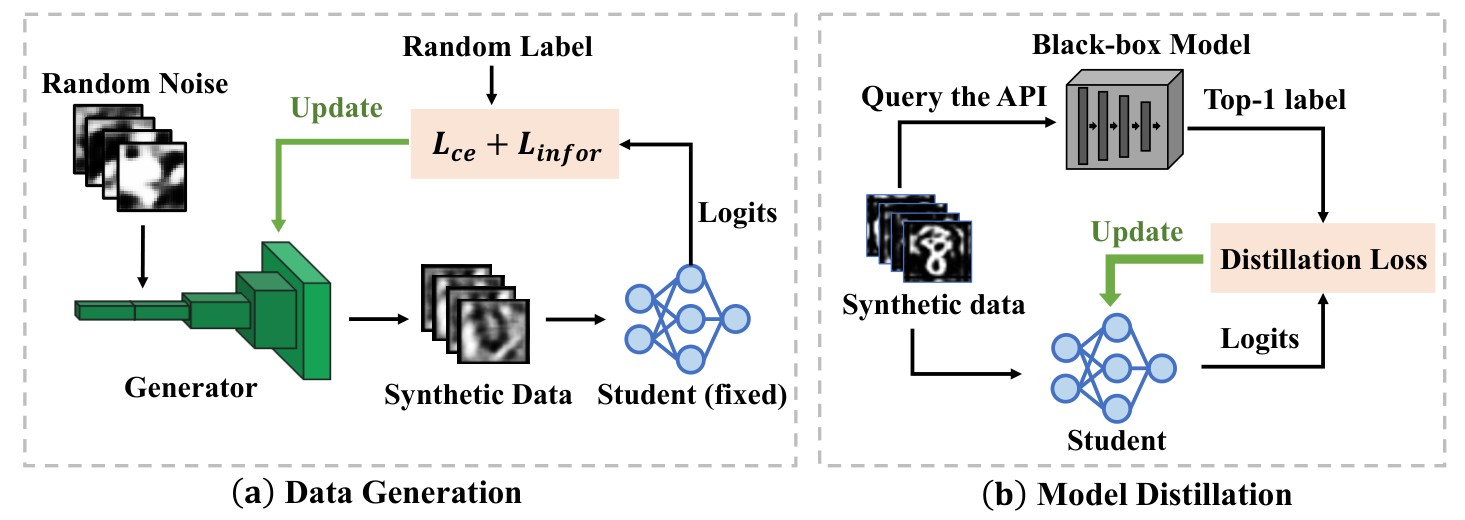 Random Label
Random Noise
Update
L_ce + L_infor
Logits
Generator
Synthetic Data
Student (fixed)
(a) Data Generation
Black-box Model
Query the API
Top-1 label
Update
Distillation Loss
Synthetic data
Logits
Student
(b) Model Distillation